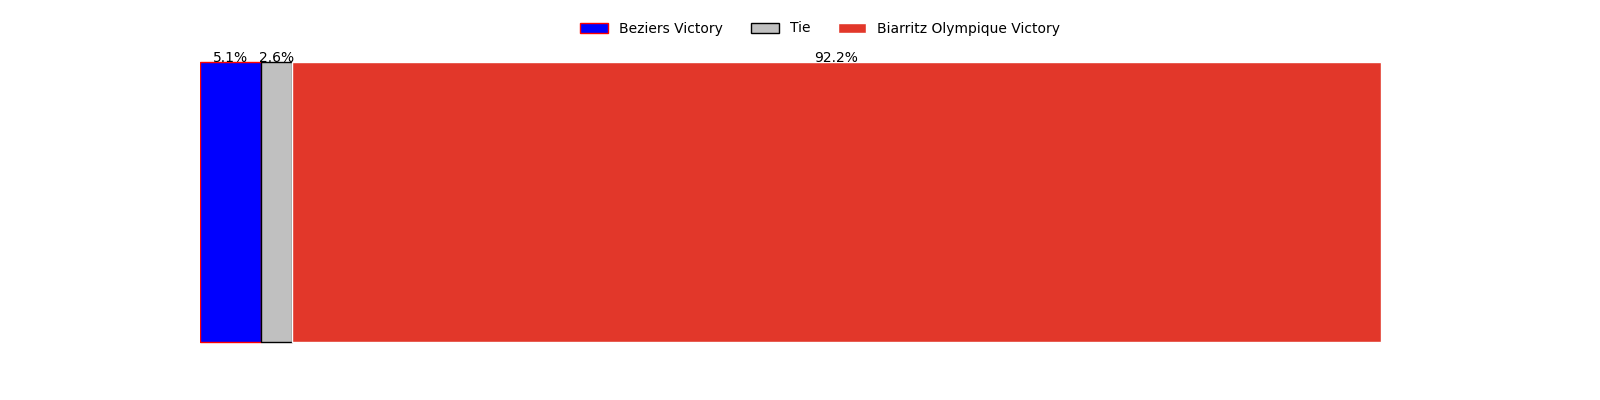 Beziers Victory Tie Biarritz Olympique Victory
5.1% 2.6% 92.2%